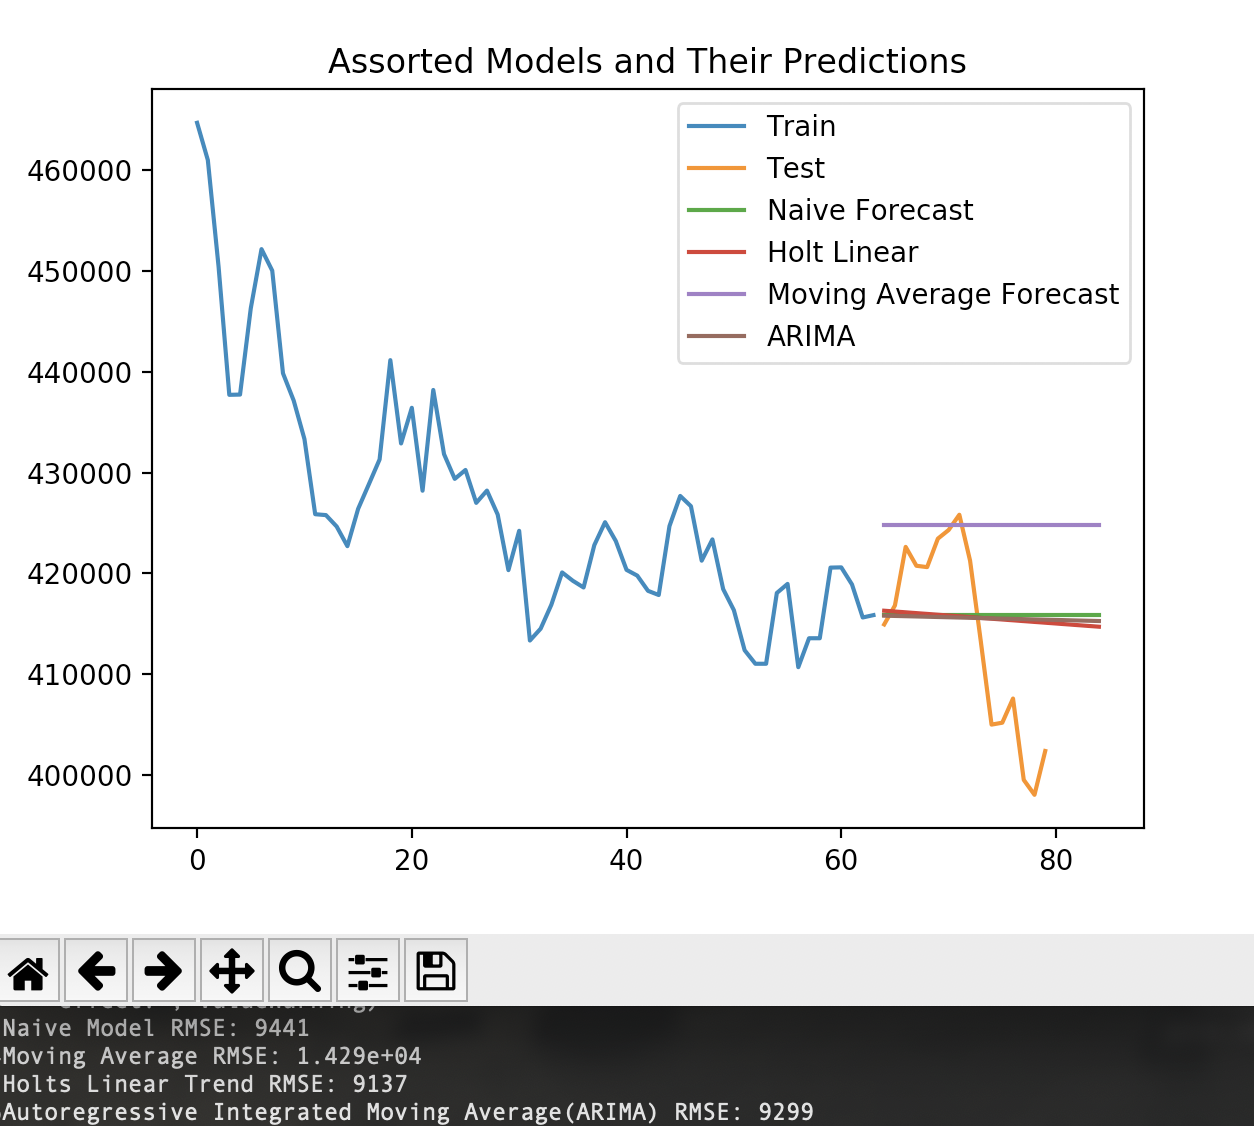 Assorted Models and Their Predictions
Train
Test
Naive Forecast
Holt Linear
Moving Average Forecast
ARIMA
460000
450000
440000
430000
420000
410000
400000
0 20 40 60 80
Naive Model RMSE: 9441
Moving Average RMSE: 1.429e+04
Holts Linear Trend RMSE: 9137
Autoregressive Integrated Moving Average(ARIMA) RMSE: 9299